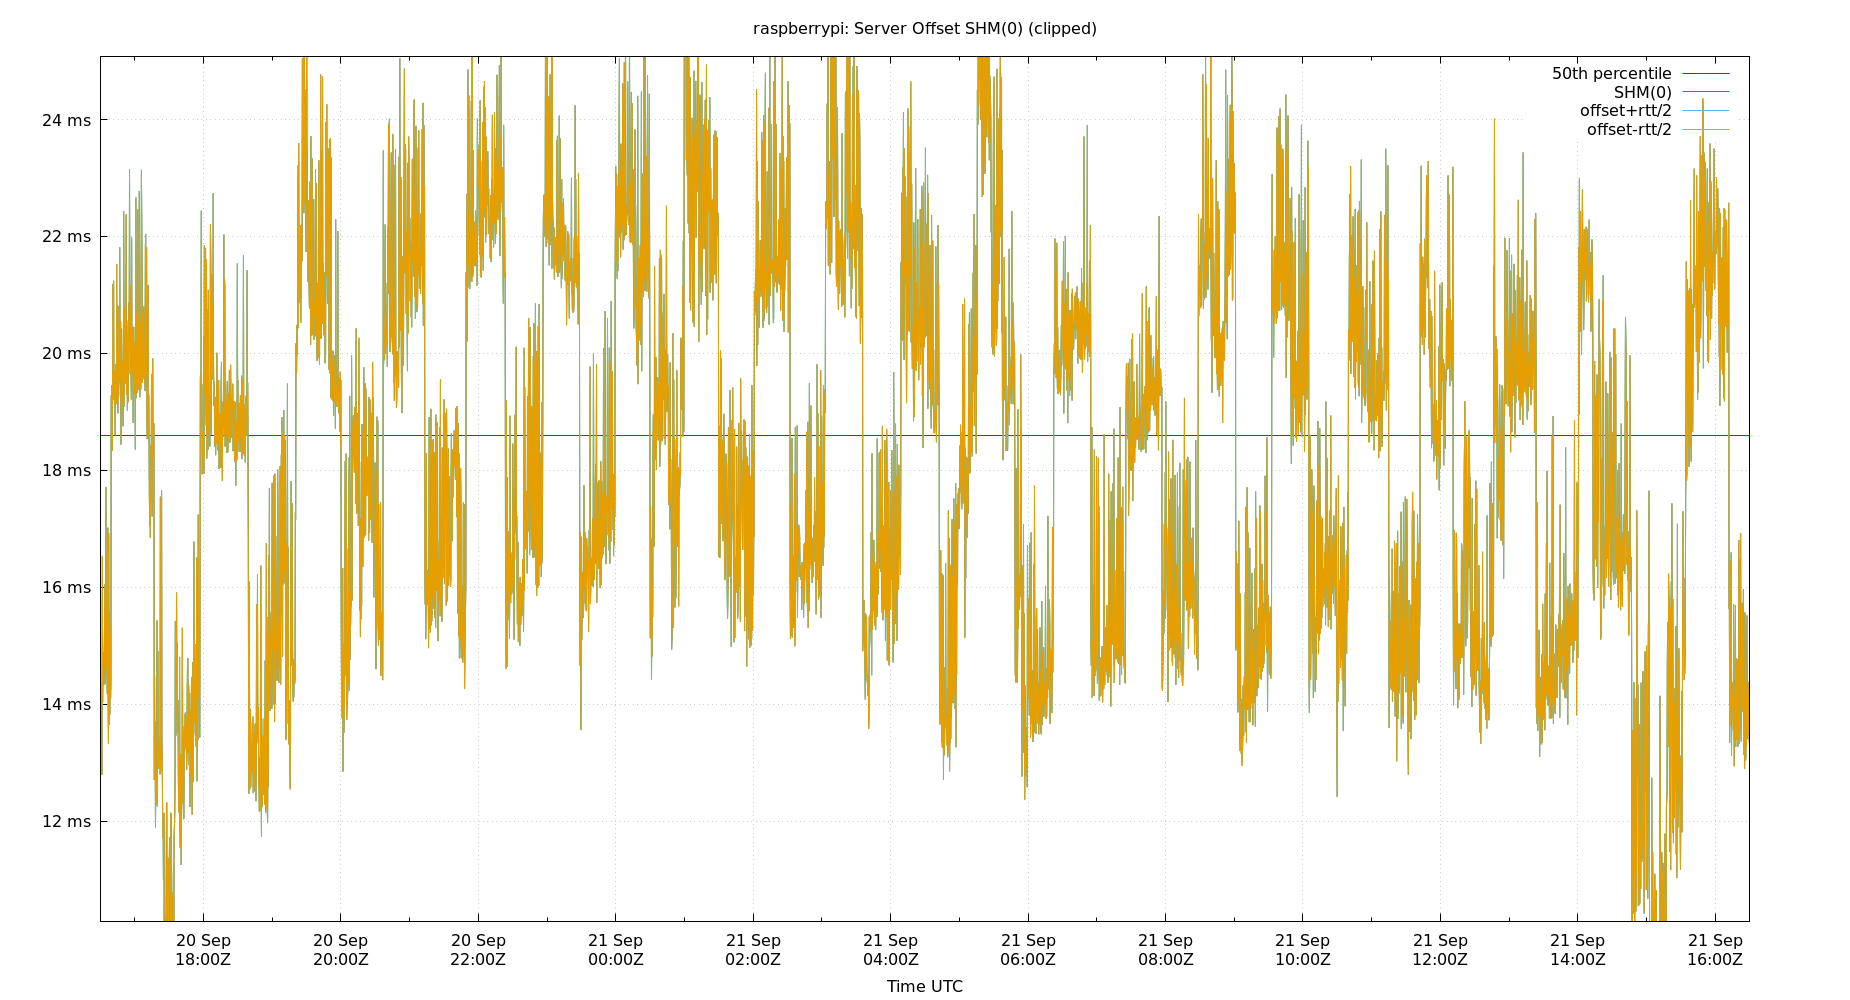 raspberrypi: Server Offset SHM(0) (clipped)
50th percentile
SHM(0)
offset+rtt/2
offset-rtt/2
24 ms
22 ms
20 ms
18 ms
16 ms
14 ms
12 ms
20 Sep 20 Sep 20 Sep 21 Sep 21 Sep 21 Sep 21 Sep 21 Sep 21 Sep 21 Sep 21 Sep 21 Sep
18:00Z 20:00Z 22:00Z 00:00Z 02:00Z 04:00Z 06:00Z 08:00Z 10:00Z 12:00Z 14:00Z 16:00Z
Time UTC